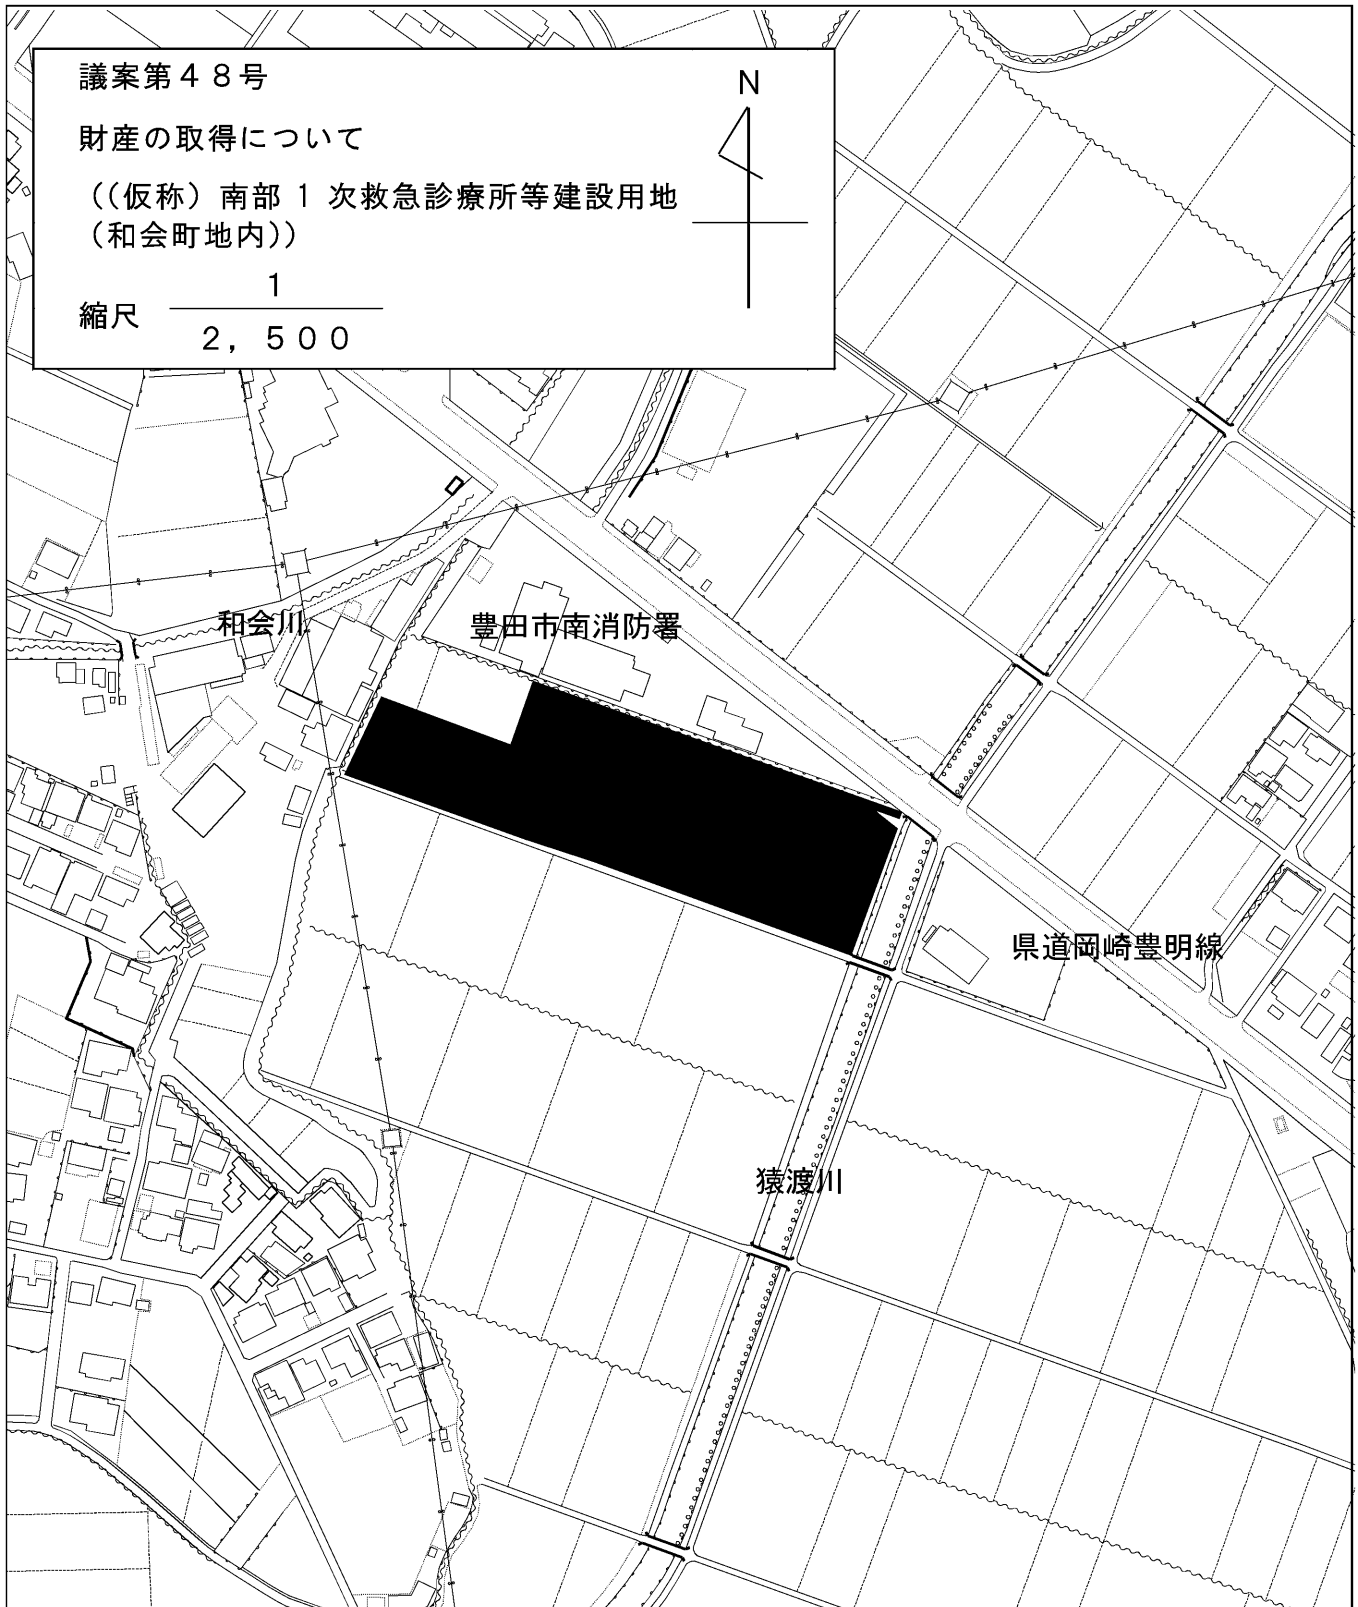 議案第４８号
N
財産の取得について
（(仮称）南部 １ 次救急診療所等建設用地
（和会町地内)）
縮尺
１
２，５００
和会川
豊田市南消防署
県道岡崎豊明線
猿渡川